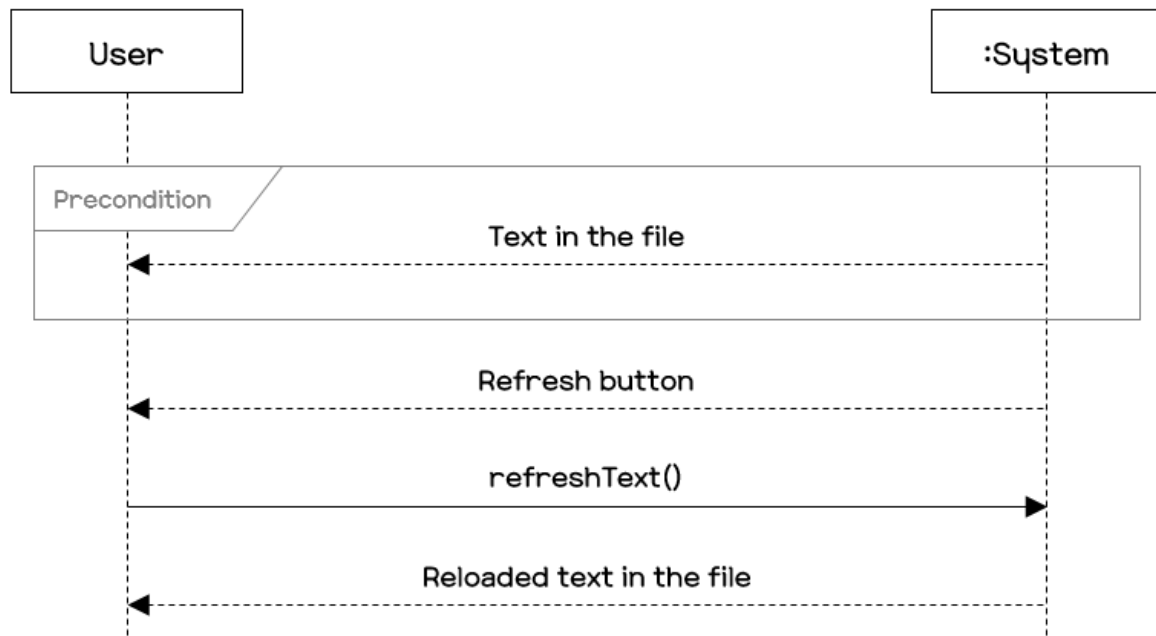 User
:System
Precondition
Text in the file
Refresh button
refreshText()
Reloaded text in the file